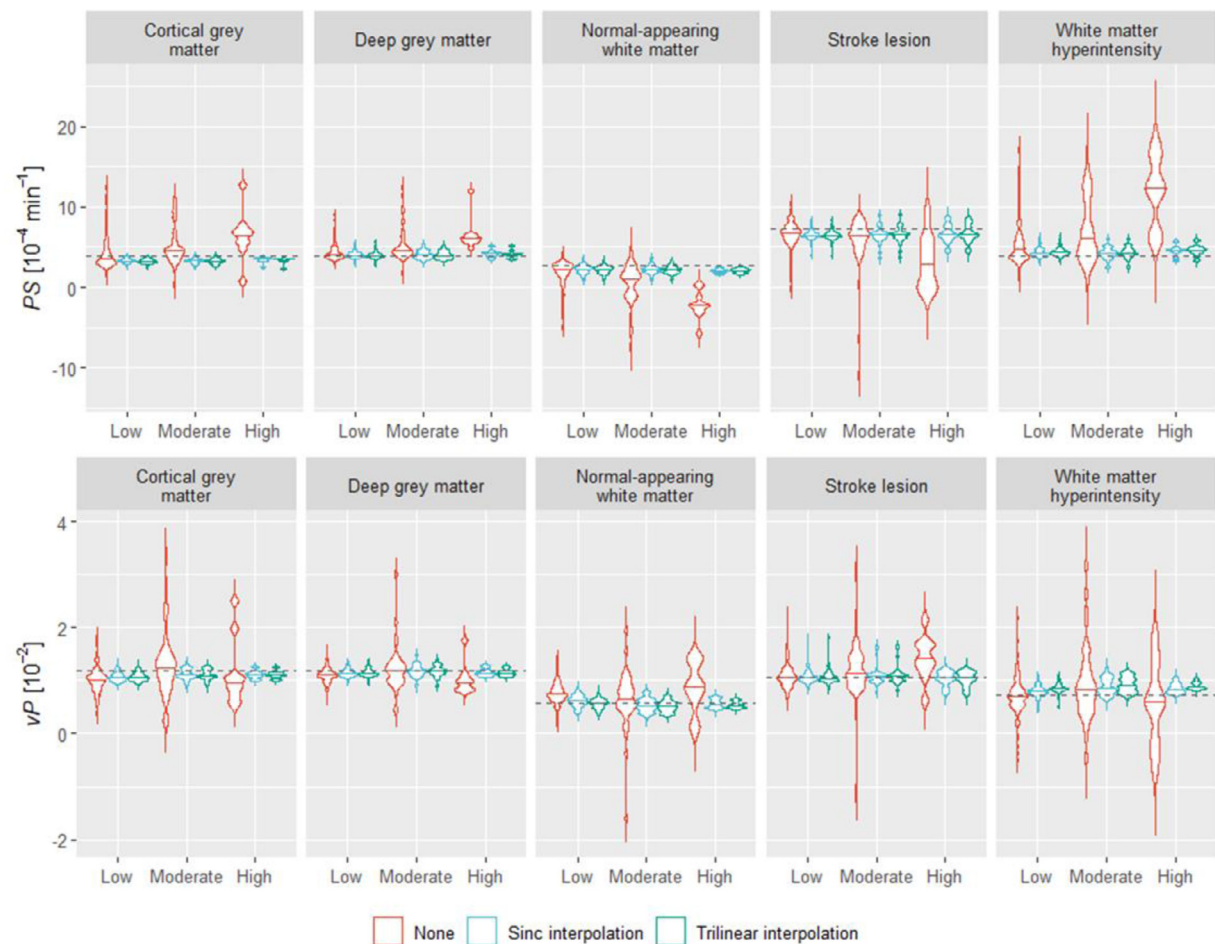 Cortical grey
matter
Deep grey matter
Normal-appearing
white matter
Stroke lesion
White matter
hyperintensity
PS [10⁻⁴ min⁻¹]
20
10
0
-10
Low Moderate High
Low Moderate High
Low Moderate High
Low Moderate High
Low Moderate High
Cortical grey
matter
Deep grey matter
Normal-appearing
white matter
Stroke lesion
White matter
hyperintensity
vP [10⁻²]
4
2
0
-2
Low Moderate High
Low Moderate High
Low Moderate High
Low Moderate High
Low Moderate High
None Sinc interpolation Trilinear interpolation